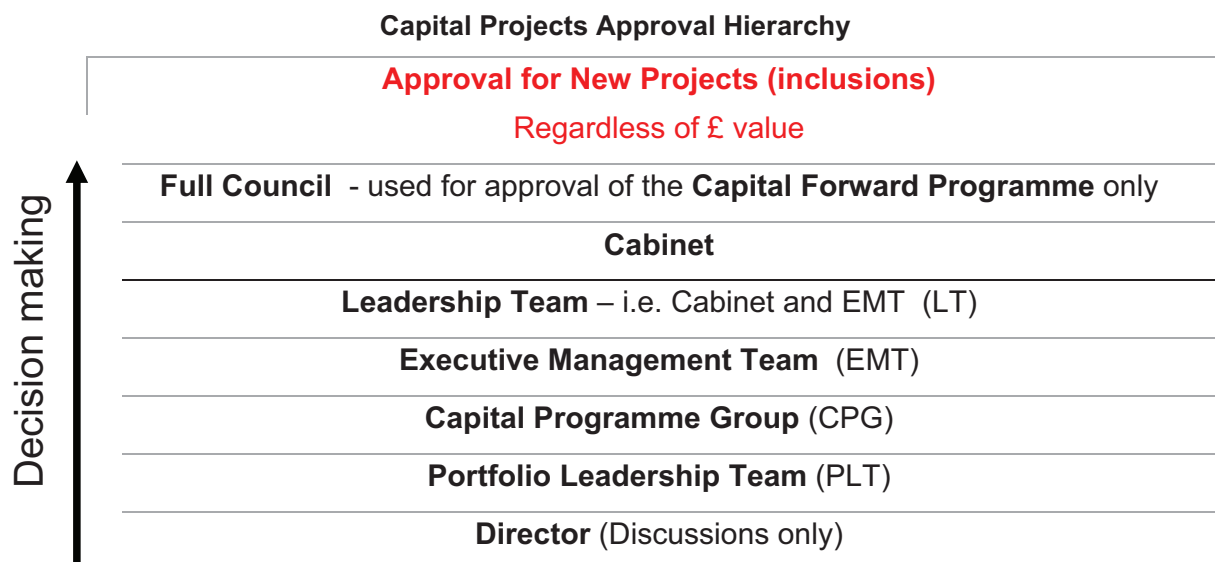 Capital Projects Approval Hierarchy
Approval for New Projects (inclusions)
Regardless of £ value
Full Council - used for approval of the Capital Forward Programme only
Cabinet
Leadership Team – i.e. Cabinet and EMT (LT)
Executive Management Team (EMT)
Capital Programme Group (CPG)
Portfolio Leadership Team (PLT)
Director (Discussions only)
Decision making